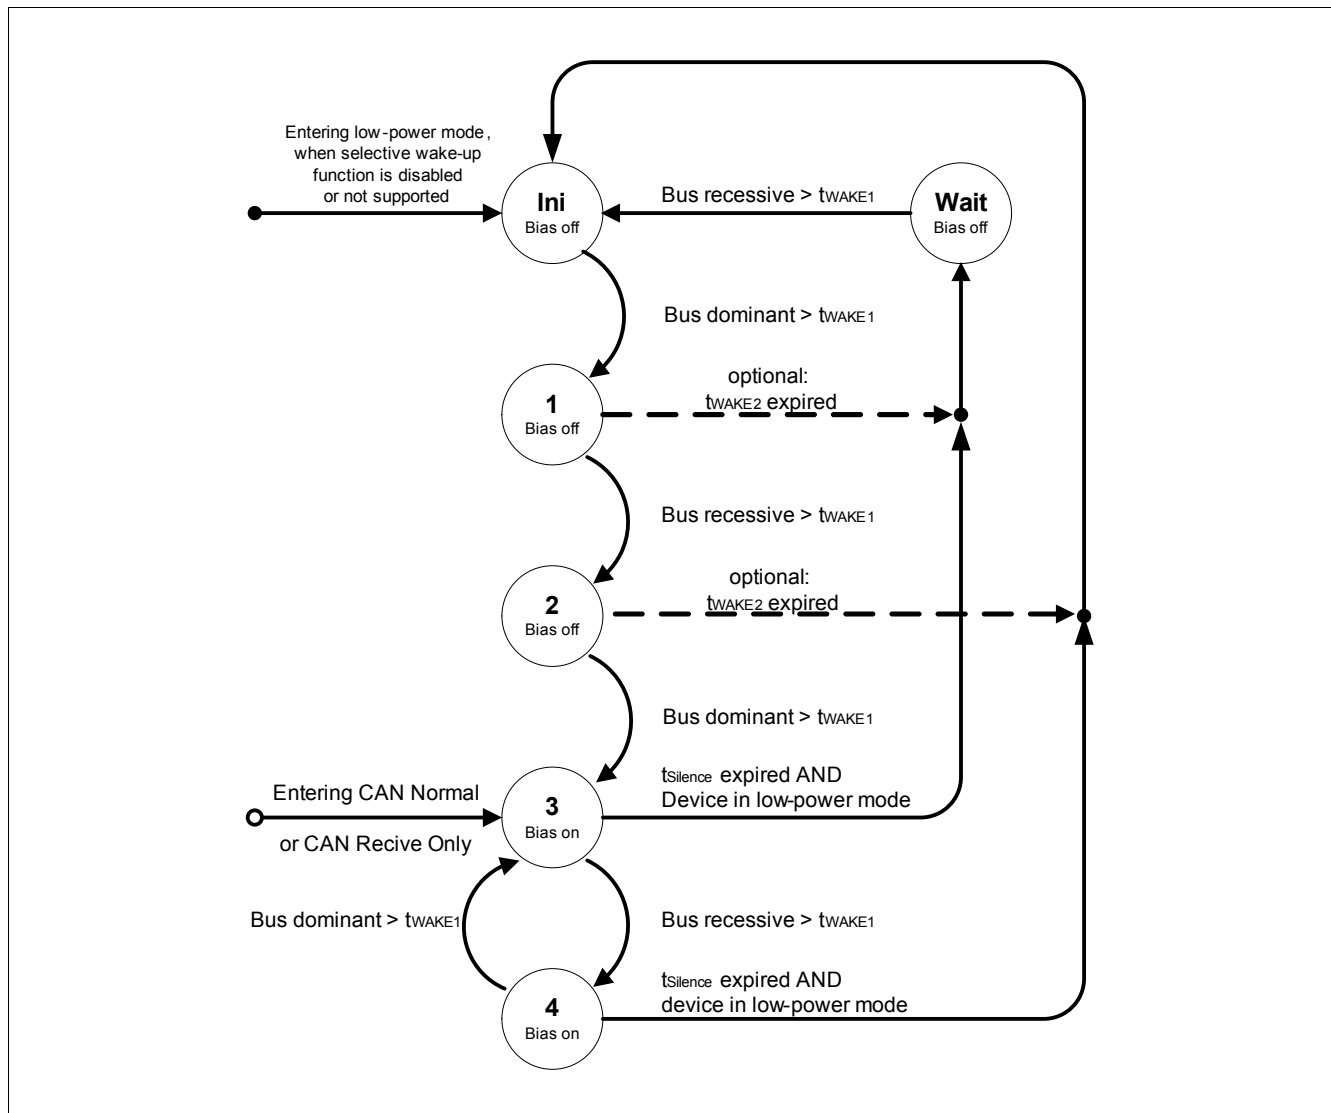 Entering low-power mode,
when selective wake-up
function is disabled
or not supported
Ini
Bias off
Bus recessive > tWAKE1
Wait
Bias off
Bus dominant > tWAKE1
optional:
tWAKE2 expired
1
Bias off
Bus recessive > tWAKE1
optional:
tWAKE2 expired
2
Bias off
Bus dominant > tWAKE1
tSilence expired AND
Device in low-power mode
Entering CAN Normal
or CAN Recive Only
3
Bias on
Bus dominant > tWAKE1
Bus recessive > tWAKE1
tSilence expired AND
device in low-power mode
4
Bias on